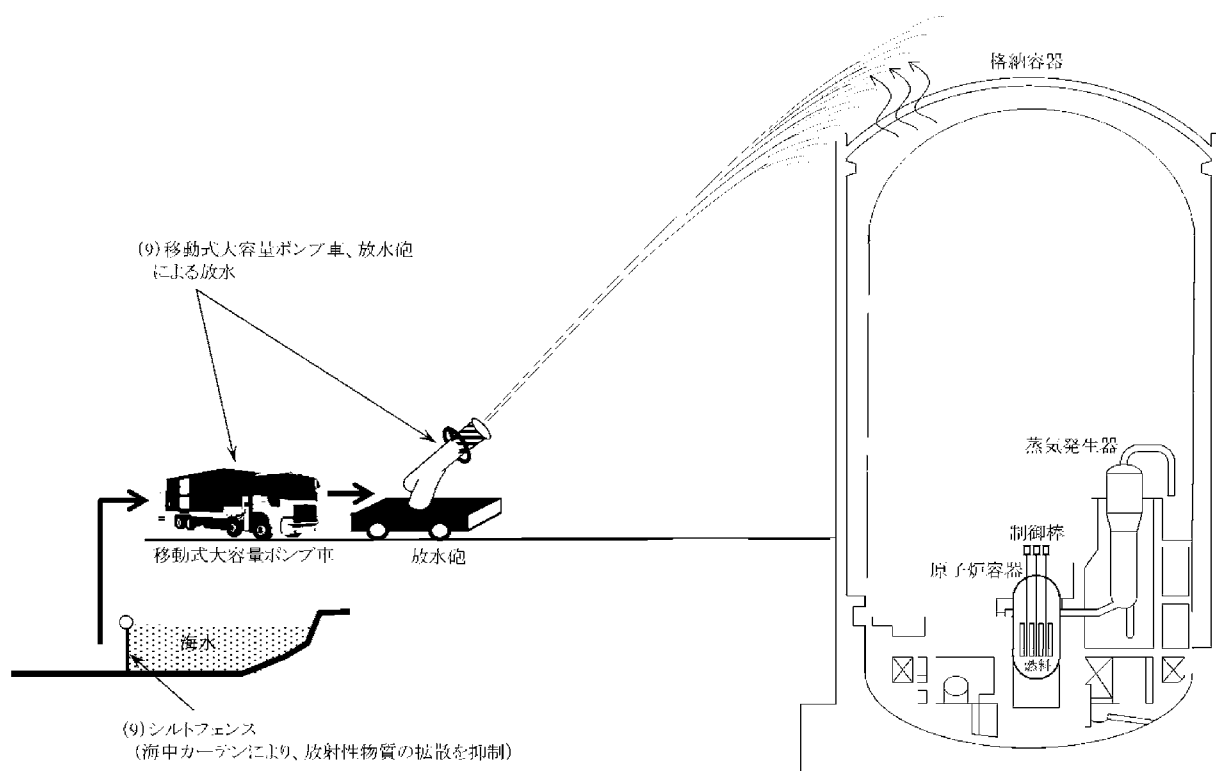 格納容器
(9)移動式大容量ポンプ車、放水砲
による放水
蒸気発生器
制御棒
原子炉容器
燃料
移動式大容量ポンプ車
放水砲
海水
(9)シルトフェンス
(海中カーテンにより、放射性物質の拡散を抑制)